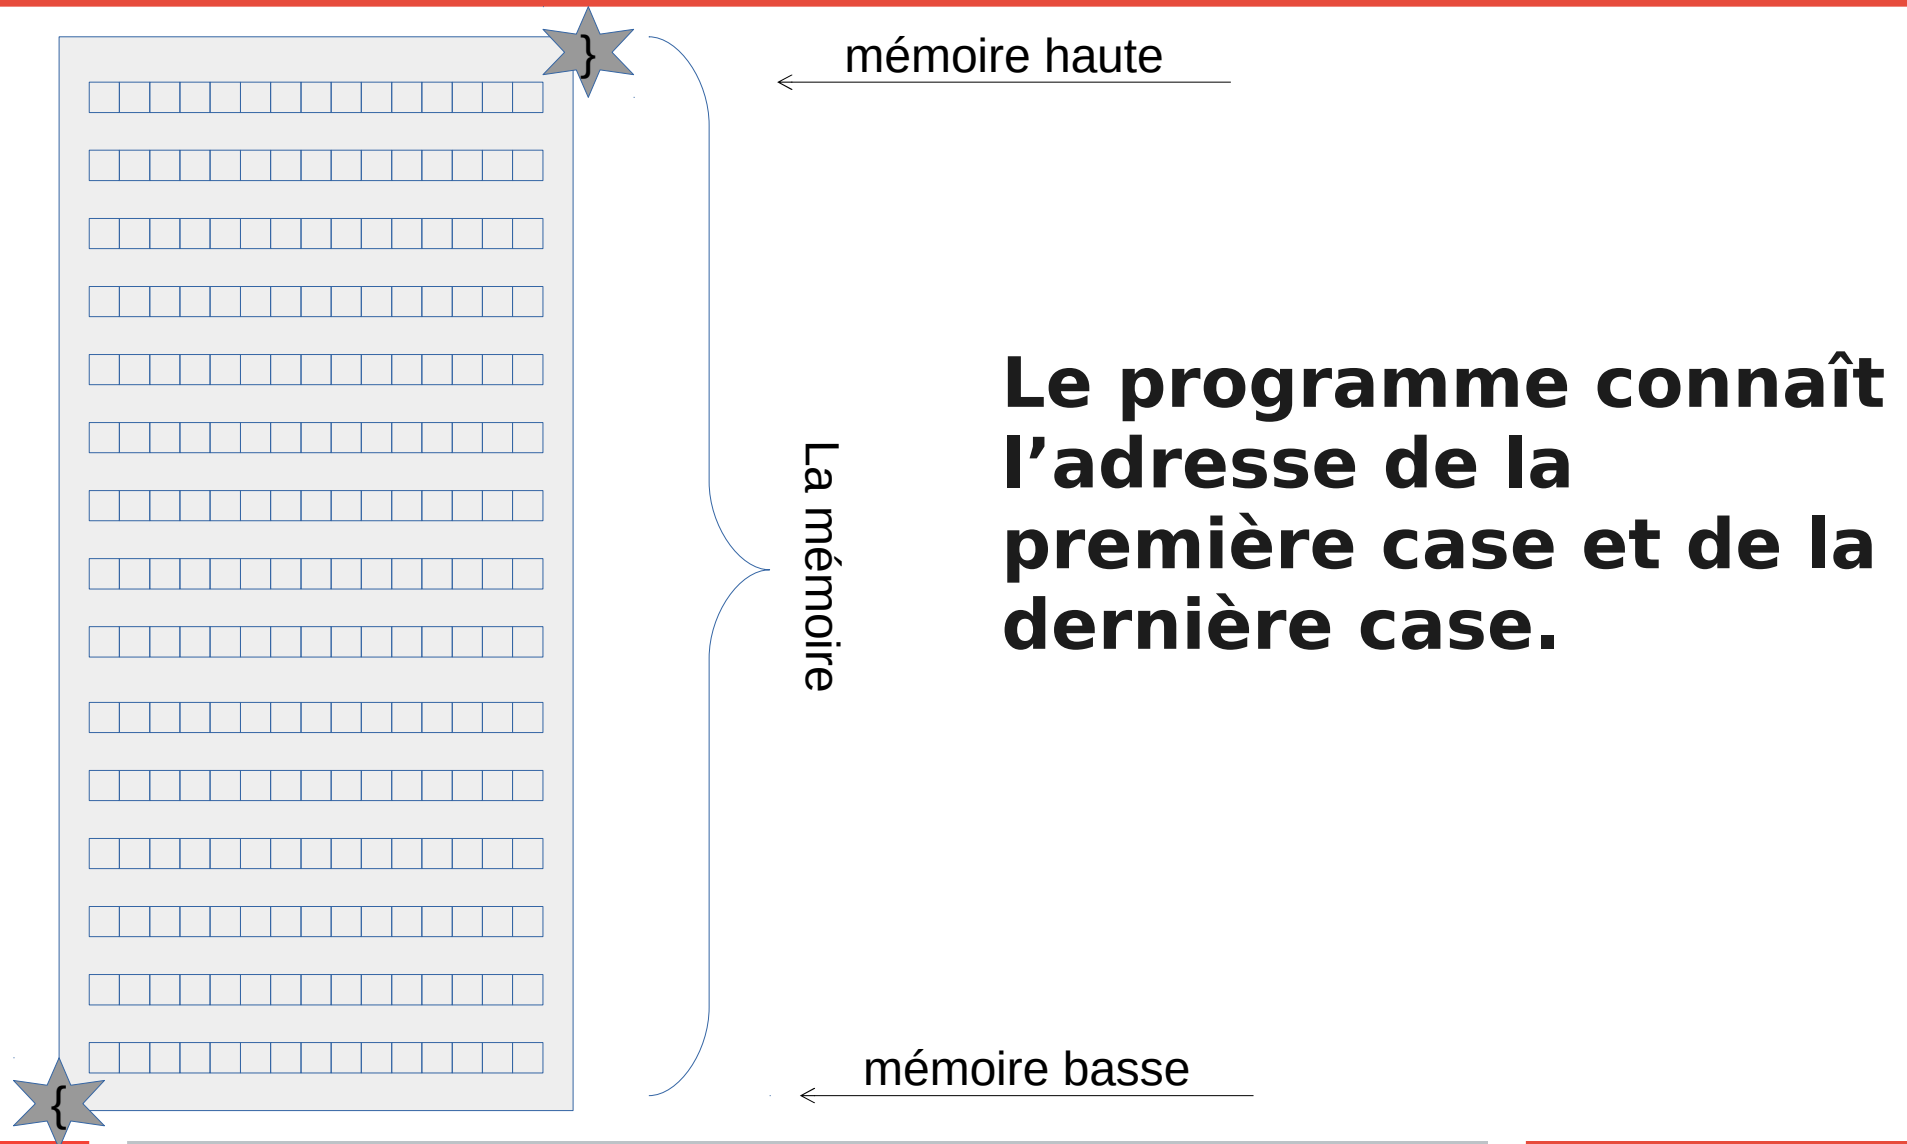 }
mémoire haute
La mémoire
Le programme connaît
l’adresse de la
première case et de la
dernière case.
mémoire basse
{